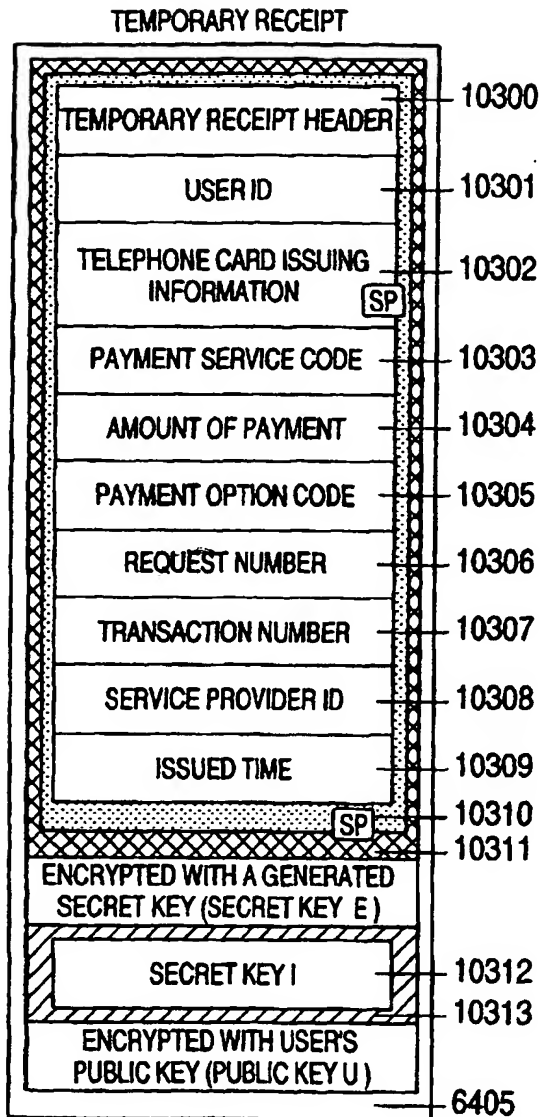 TEMPORARY RECEIPT
TEMPORARY RECEIPT HEADER
10300
USER ID
10301
TELEPHONE CARD ISSUING
INFORMATION
10302
SP
PAYMENT SERVICE CODE
10303
AMOUNT OF PAYMENT
10304
PAYMENT OPTION CODE
10305
REQUEST NUMBER
10306
TRANSACTION NUMBER
10307
SERVICE PROVIDER ID
10308
ISSUED TIME
10309
SP
10310
10311
ENCRYPTED WITH A GENERATED
SECRET KEY (SECRET KEY E)
SECRET KEY I
10312
10313
ENCRYPTED WITH USER'S
PUBLIC KEY (PUBLIC KEY U)
6405